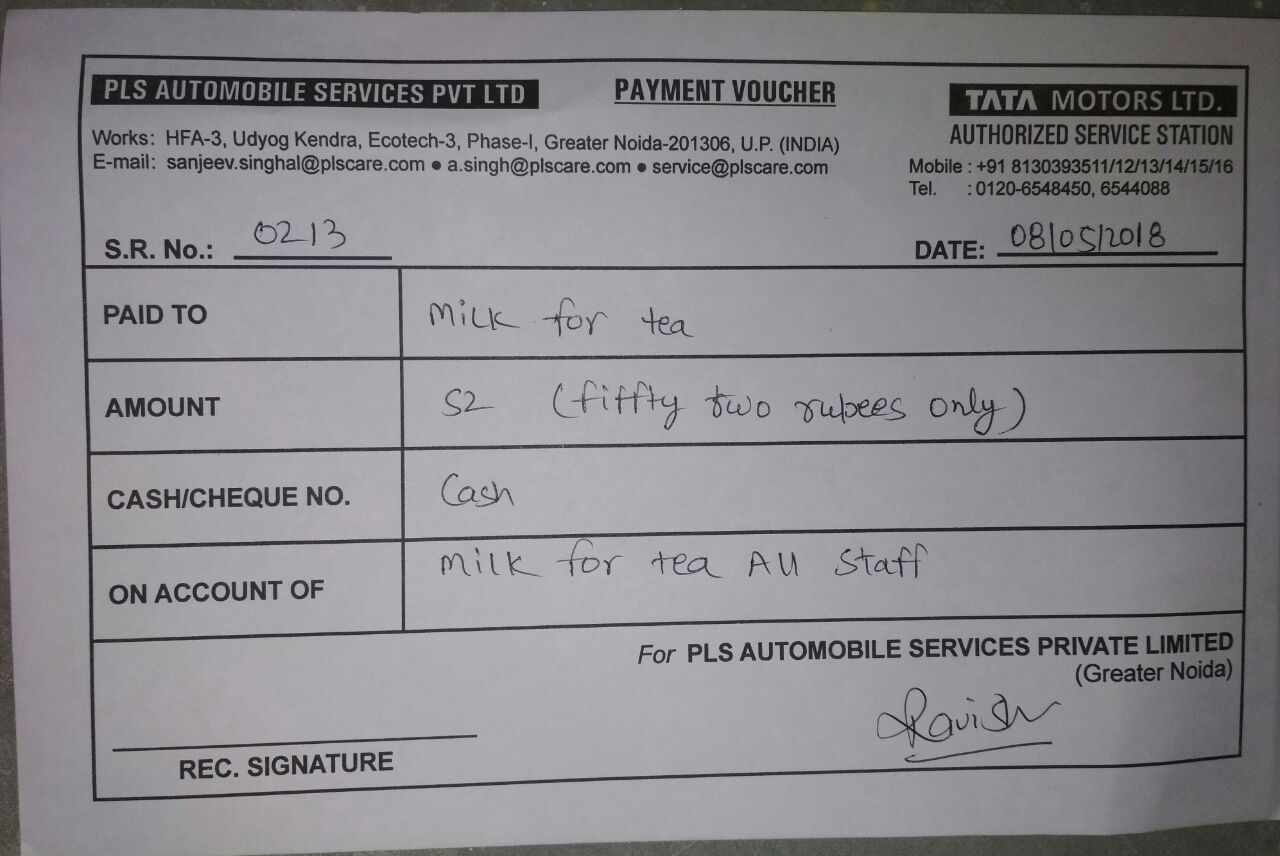 PLS AUTOMOBILE SERVICES PVT LTD
PAYMENT VOUCHER
TATA MOTORS LTD.
AUTHORIZED SERVICE STATION
Works: HFA-3, Udyog Kendra, Ecotech-3, Phase-I, Greater Noida-201306, U.P. (INDIA)
E-mail: sanjeev.singhal@plscare.com ● a.singh@plscare.com ● service@plscare.com
Mobile : +91 8130393511/12/13/14/15/16
Tel. : 0120-6548450, 6544088
S.R. No.: 0213
DATE: 08/05/2018
PAID TO Milk for tea
AMOUNT 52 (fiffty two rupees only)
CASH/CHEQUE NO. Cash
ON ACCOUNT OF Milk for tea All Staff
For PLS AUTOMOBILE SERVICES PRIVATE LIMITED
(Greater Noida)
Ravish
REC. SIGNATURE